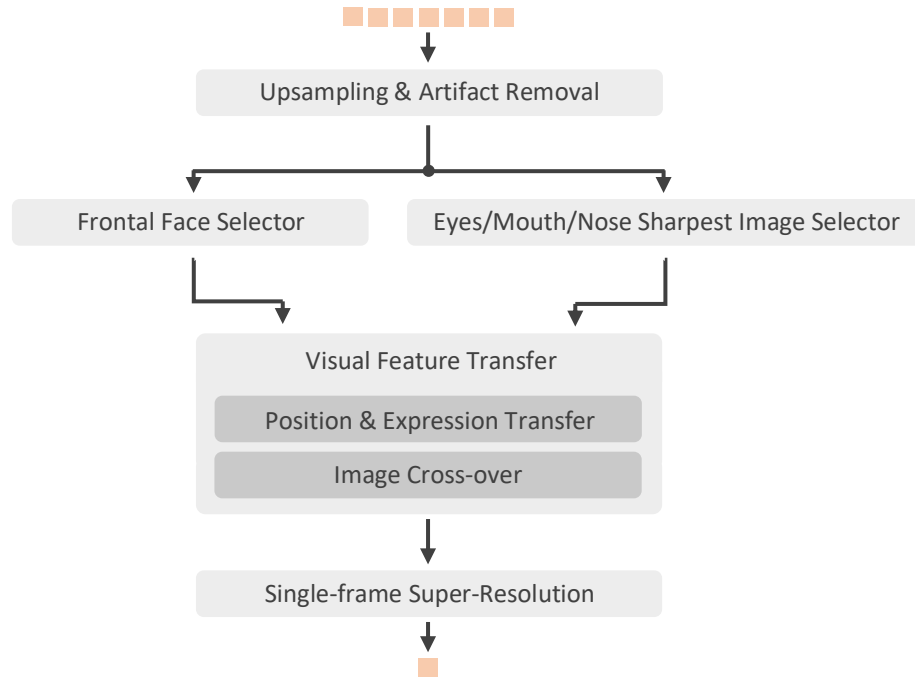 Upsampling & Artifact Removal
Frontal Face Selector
Eyes/Mouth/Nose Sharpest Image Selector
Visual Feature Transfer
Position & Expression Transfer
Image Cross-over
Single-frame Super-Resolution